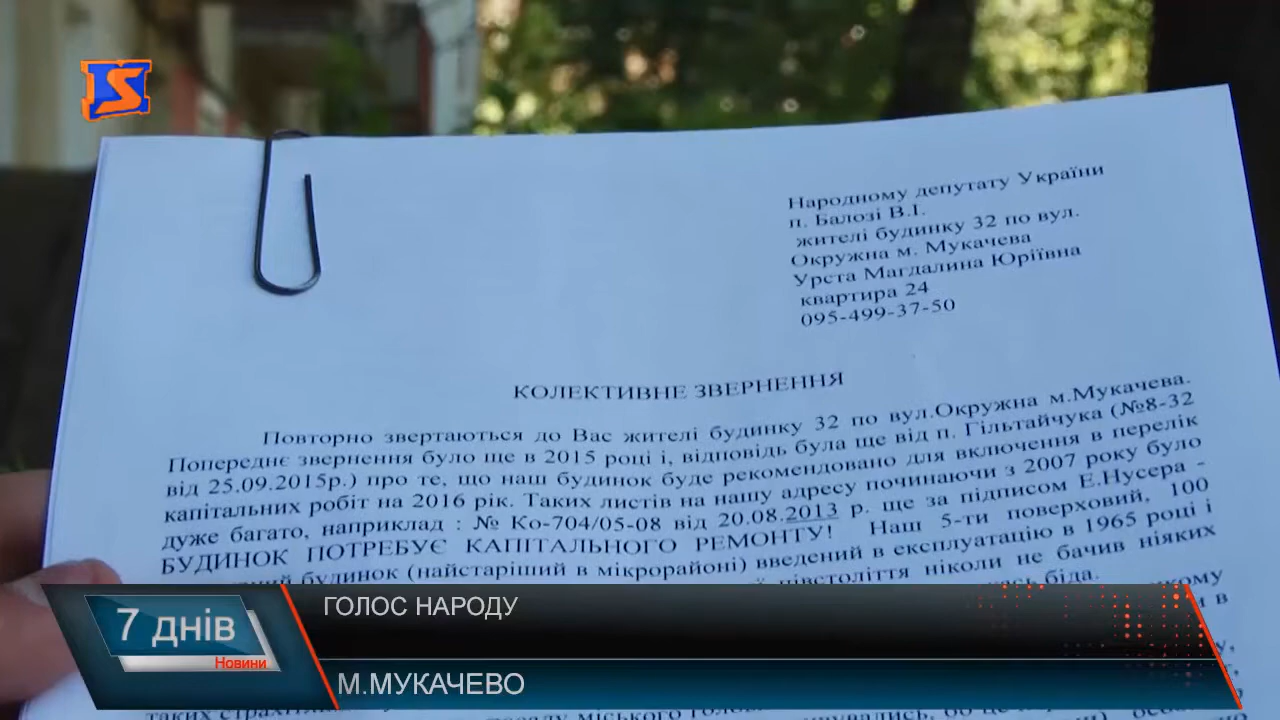 IS
Народному депутату України
п. Балозі В.І.
жителі будинку 32 по вул.
Окружна м. Мукачева
Урста Магдалина Юріївна
квартира 24
095-499-37-50
КОЛЕКТИВНЕ ЗВЕРНЕННЯ
Повторно звертаються до Вас жителі будинку 32 по вул.Окружна м.Мукачева.
Попереднє звернення було ще в 2015 році і, відповідь була ще від п. Гільтайчука (№8-32
від 25.09.2015р.) про те, що наш будинок буде рекомендовано для включення в перелік
капітальних робіт на 2016 рік. Таких листів на нашу адресу починаючи з 2007 року було
дуже багато, наприклад : № Ко-704/05-08 від 20.08.2013 р. ще за підписом Е.Нусера -
БУДИНОК ПОТРЕБУЄ КАПІТАЛЬНОГО РЕМОНТУ! Наш 5-ти поверховий, 100
будинок (найстаріший в мікрорайоні) введений в експлуатацію в 1965 році і
півстоліття ніколи не бачив ніяких
біда.
в
7 днів
Новини
ГОЛОС НАРОДУ
М.МУКАЧЕВО
таких
міського